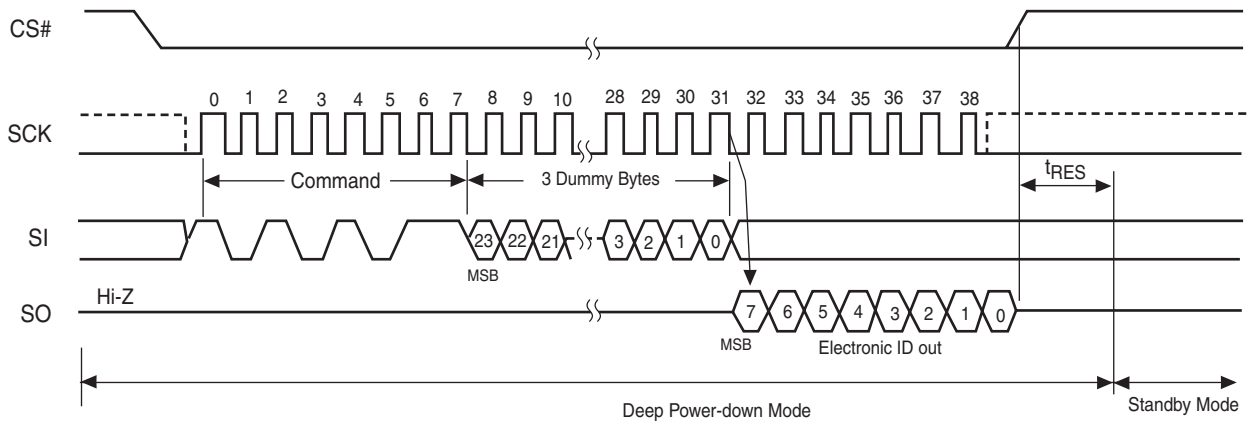 CS#
0 1 2 3 4 5 6 7 8 9 10 28 29 30 31 32 33 34 35 36 37 38
SCK
Command
3 Dummy Bytes
tRES
SI
23 22 21 3 2 1 0
MSB
Hi-Z
SO
7 6 5 4 3 2 1 0
MSB
Electronic ID out
Deep Power-down Mode
Standby Mode